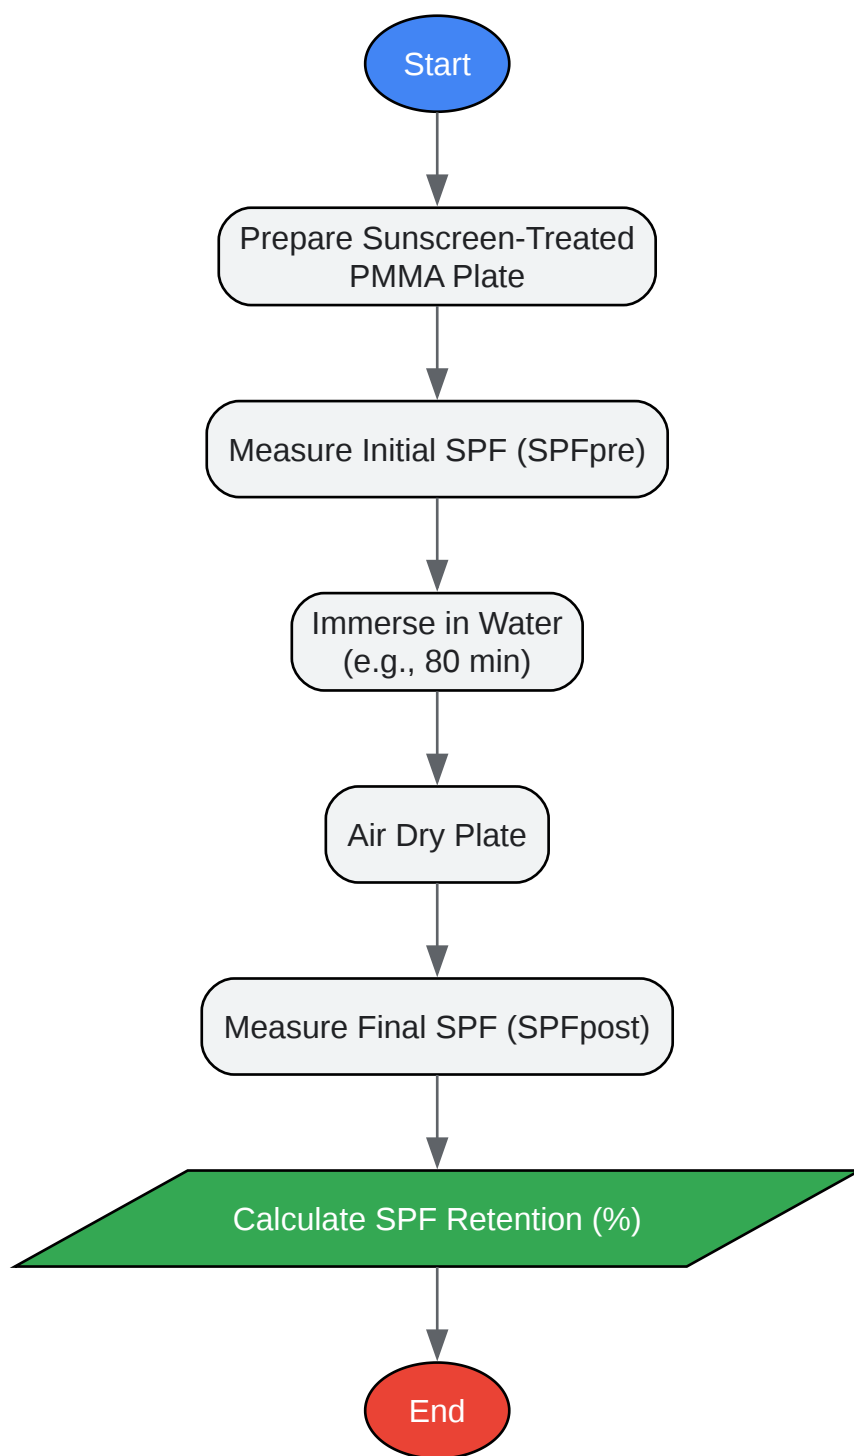 Start
Prepare Sunscreen-Treated
PMMA Plate
Measure Initial SPF (SPFpre)
Immerse in Water
(e.g., 80 min)
Air Dry Plate
Measure Final SPF (SPFpost)
Calculate SPF Retention (%)
End